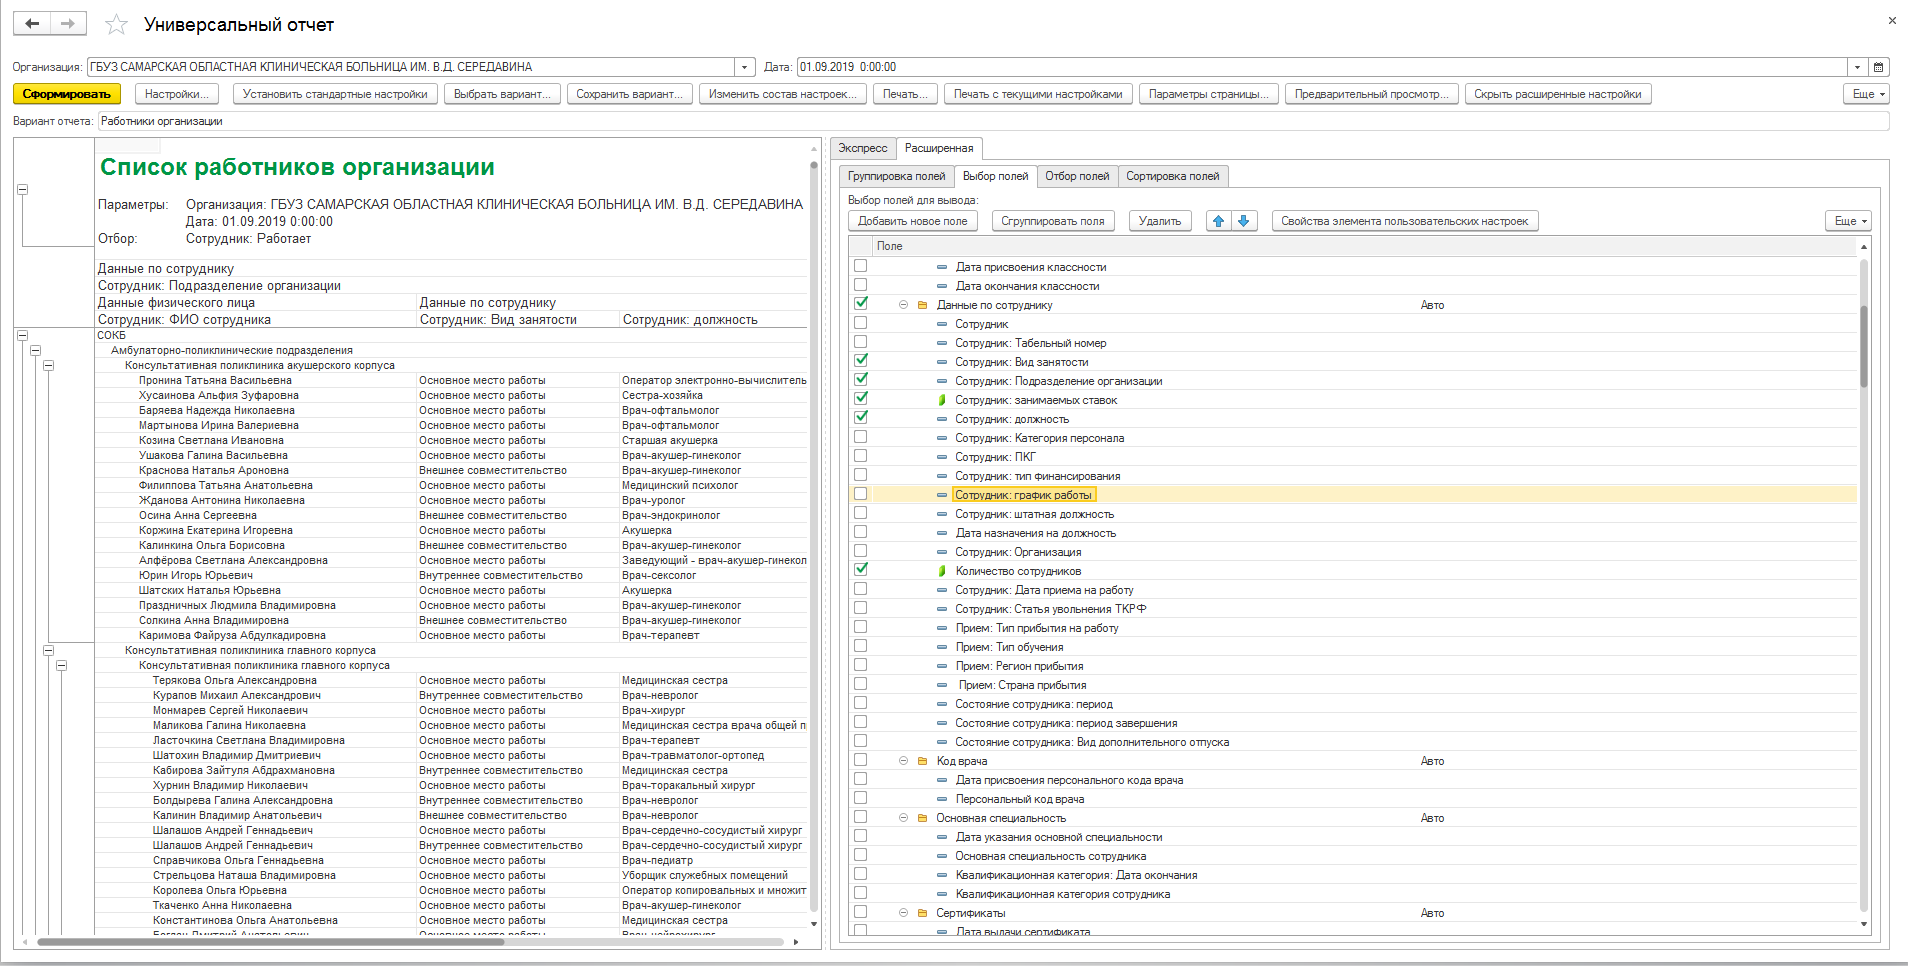 Универсальный отчет
Организация: ГБУЗ САМАРСКАЯ ОБЛАСТНАЯ КЛИНИЧЕСКАЯ БОЛЬНИЦА ИМ. В.Д. СЕРЕДАВИНА Дата: 01.09.2019 0:00:00
Сформировать Настройки... Установить стандартные настройки Выбрать вариант... Сохранить вариант... Изменить состав настроек... Печать... Печать с текущими настройками Параметры страницы... Предварительный просмотр... Скрыть расширенные настройки Еще
Вариант отчета: Работники организации
Список работников организации
Параметры: Организация: ГБУЗ САМАРСКАЯ ОБЛАСТНАЯ КЛИНИЧЕСКАЯ БОЛЬНИЦА ИМ. В.Д. СЕРЕДАВИНА
Дата: 01.09.2019 0:00:00
Отбор: Сотрудник: Работает
Данные по сотруднику
Сотрудник: Подразделение организации
Данные физического лица Данные по сотруднику
Сотрудник: ФИО сотрудника Сотрудник: Вид занятости Сотрудник: должность
СОКБ
Амбулаторно-поликлинические подразделения
Консультативная поликлиника акушерского корпуса
Пронина Татьяна Васильевна Основное место работы Оператор электронно-вычислитель
Хусаинова Альфия Зуфаровна Основное место работы Сестра-хозяйка
Баряева Надежда Николаевна Основное место работы Врач-офтальмолог
Мартынова Ирина Валериевна Основное место работы Врач-офтальмолог
Козина Светлана Ивановна Основное место работы Старшая акушерка
Ушакова Галина Васильевна Основное место работы Врач-акушер-гинеколог
Краснова Наталья Ароновна Внешнее совместительство Врач-акушер-гинеколог
Филиппова Татьяна Анатольевна Основное место работы Медицинский психолог
Жданова Антонина Николаевна Основное место работы Врач-уролог
Осина Анна Сергеевна Внешнее совместительство Врач-эндокринолог
Коржина Екатерина Игоревна Основное место работы Акушерка
Калинкина Ольга Борисовна Внешнее совместительство Врач-акушер-гинеколог
Алфёрова Светлана Александровна Основное место работы Заведующий - врач-акушер-гинекол
Юрин Игорь Юрьевич Внутреннее совместительство Врач-сексолог
Шатских Наталья Юрьевна Основное место работы Акушерка
Праздничных Людмила Владимировна Основное место работы Врач-акушер-гинеколог
Солкина Анна Владимировна Внешнее совместительство Врач-акушер-гинеколог
Каримова Файруза Абдулкадировна Основное место работы Врач-терапевт
Консультативная поликлиника главного корпуса
Консультативная поликлиника главного корпуса
Терякова Ольга Александровна Основное место работы Медицинская сестра
Курапов Михаил Александрович Внутреннее совместительство Врач-невролог
Монмарев Сергей Николаевич Основное место работы Врач-хирург
Маликова Галина Николаевна Основное место работы Медицинская сестра врача общей п
Ласточкина Светлана Владимировна Основное место работы Врач-терапевт
Шатохин Владимир Дмитриевич Основное место работы Врач-травматолог-ортопед
Кабирова Зайтуля Абдрахмановна Внутреннее совместительство Медицинская сестра
Хурнин Владимир Николаевич Основное место работы Врач-торакальный хирург
Болдырева Галина Александровна Внутреннее совместительство Врач-невролог
Калинин Владимир Анатольевич Внешнее совместительство Врач-невролог
Шалашов Андрей Геннадьевич Основное место работы Врач-сердечно-сосудистый хирург
Шалашов Андрей Геннадьевич Внутреннее совместительство Врач-сердечно-сосудистый хирург
Справчикова Ольга Геннадьевна Основное место работы Врач-педиатр
Стрельцова Наташа Владимировна Основное место работы Уборщик служебных помещений
Королева Ольга Юрьевна Основное место работы Оператор копировальных и множит
Ткаченко Анна Николаевна Основное место работы Врач-акушер-гинеколог
Константинова Ольга Анатольевна Основное место работы Медицинская сестра
Богдан Дмитрий Анатольевич Основное место работы Врач-нейрохирург
Экспресс Расширенная
Группировка полей Выбор полей Отбор полей Сортировка полей
Выбор полей для вывода:
Добавить новое поле Сгруппировать поля Удалить Свойства элемента пользовательских настроек Еще
Поле
Дата присвоения классности
Дата окончания классности
Данные по сотруднику Авто
Сотрудник
Сотрудник: Табельный номер
Сотрудник: Вид занятости
Сотрудник: Подразделение организации
Сотрудник: занимаемых ставок
Сотрудник: должность
Сотрудник: Категория персонала
Сотрудник: ПКГ
Сотрудник: тип финансирования
Сотрудник: график работы
Сотрудник: штатная должность
Дата назначения на должность
Сотрудник: Организация
Количество сотрудников
Сотрудник: Дата приема на работу
Сотрудник: Статья увольнения ТКРФ
Прием: Тип прибытия на работу
Прием: Тип обучения
Прием: Регион прибытия
Прием: Страна прибытия
Состояние сотрудника: период
Состояние сотрудника: период завершения
Состояние сотрудника: Вид дополнительного отпуска
Код врача Авто
Дата присвоения персонального кода врача
Персональный код врача
Основная специальность Авто
Дата указания основной специальности
Основная специальность сотрудника
Квалификационная категория: Дата окончания
Квалификационная категория сотрудника
Сертификаты Авто
Дата выдачи сертификата